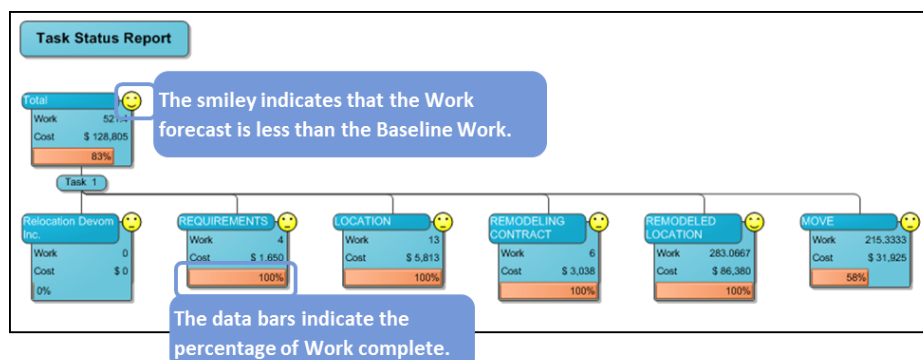 Task Status Report
The smiley indicates that the Work
forecast is less than the Baseline Work.
Total
Work
Cost $ 128,805
83%
Task 1
Relocation Devom
Inc.
Work 0
Cost $ 0
0%
REQUIREMENTS
Work 4
Cost $ 1,650
100%
LOCATION
Work 13
Cost $ 5,813
100%
REMODELING
CONTRACT
Work 6
Cost $ 3,038
100%
REMODELED
LOCATION
Work 283.0667
Cost $ 86,380
100%
MOVE
Work 215.3333
Cost $ 31,925
58%
The data bars indicate the
percentage of Work complete.